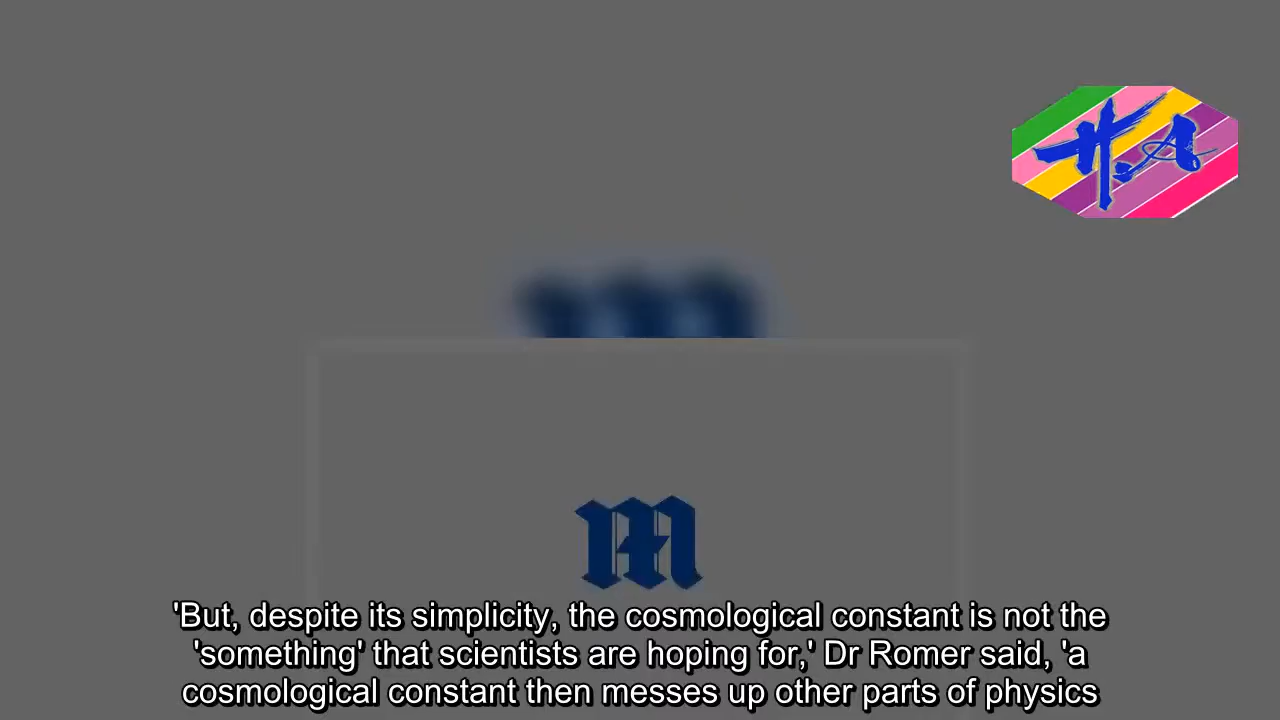 H.A
m
'But, despite its simplicity, the cosmological constant is not the
'something' that scientists are hoping for,' Dr Romer said, 'a
cosmological constant then messes up other parts of physics